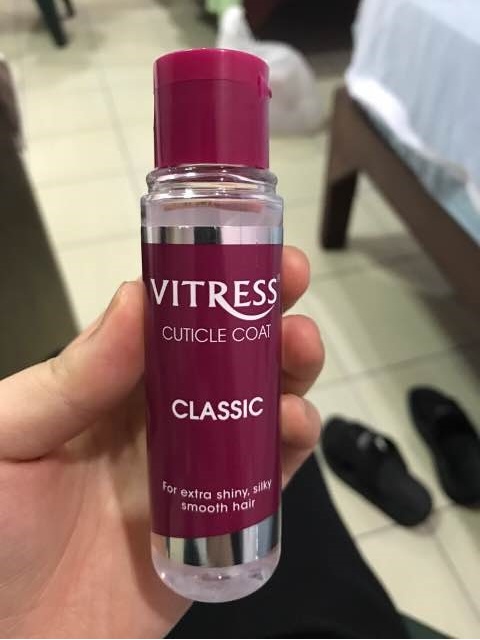 VITRESS
CUTICLE COAT
CLASSIC
For extra shiny, silky
smooth hair